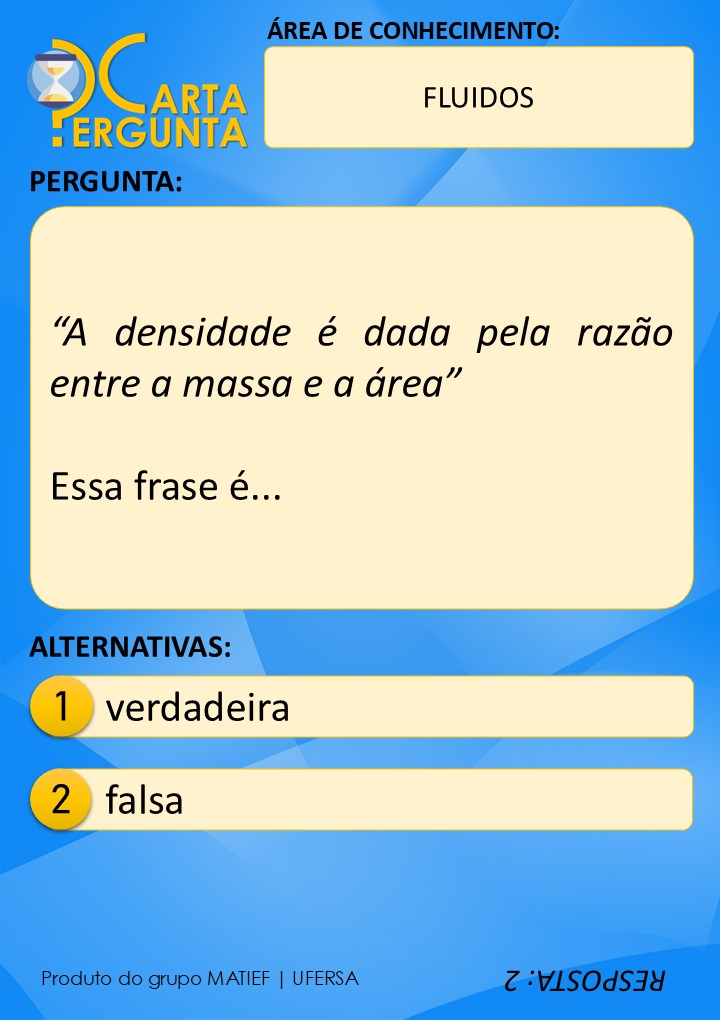 ÁREA DE CONHECIMENTO:
CARTA
PERGUNTA
FLUIDOS
PERGUNTA:
“A densidade é dada pela razão
entre a massa e a área”
Essa frase é...
ALTERNATIVAS:
1 verdadeira
2 falsa
Produto do grupo MATIEF | UFERSA
RESPOSTA: 2